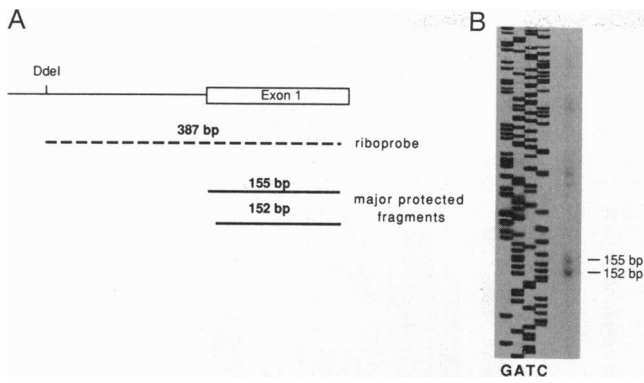 A
DdeI
Exon 1
387 bp
riboprobe
155 bp
152 bp
major protected
fragments
B
155 bp
152 bp
GATC